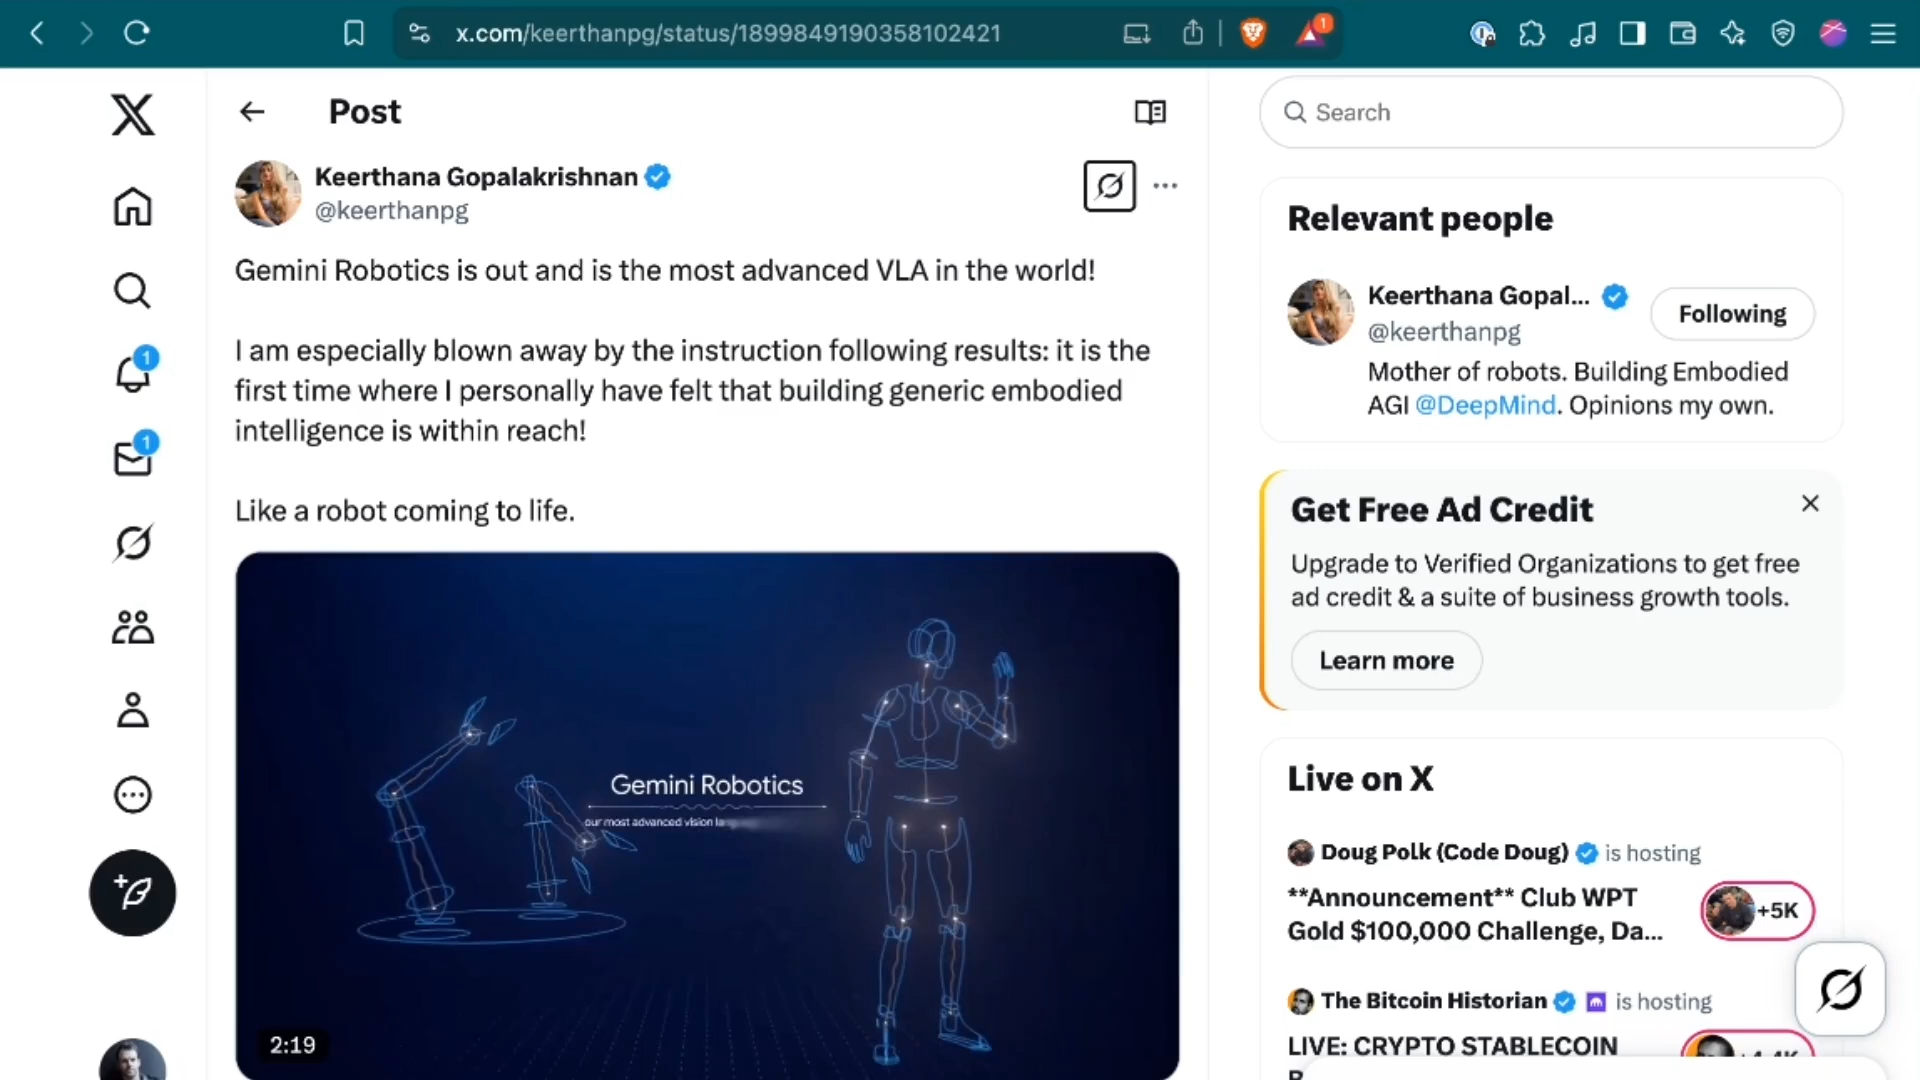 x.com/keerthanpg/status/1899849190358102421
1
Post
Search
Keerthana Gopalakrishnan
@keerthanpg
Gemini Robotics is out and is the most advanced VLA in the world!
I am especially blown away by the instruction following results: it is the
first time where I personally have felt that building generic embodied
intelligence is within reach!
Like a robot coming to life.
Gemini Robotics
our most advanced vision
2:19
1
1
Relevant people
Keerthana Gopal...
@keerthanpg
Following
Mother of robots. Building Embodied
AGI @DeepMind. Opinions my own.
Get Free Ad Credit
Upgrade to Verified Organizations to get free
ad credit & a suite of business growth tools.
Learn more
Live on X
Doug Polk (Code Doug) is hosting
**Announcement** Club WPT
Gold $100,000 Challenge, Da...
+5K
The Bitcoin Historian is hosting
LIVE: CRYPTO STABLECOIN